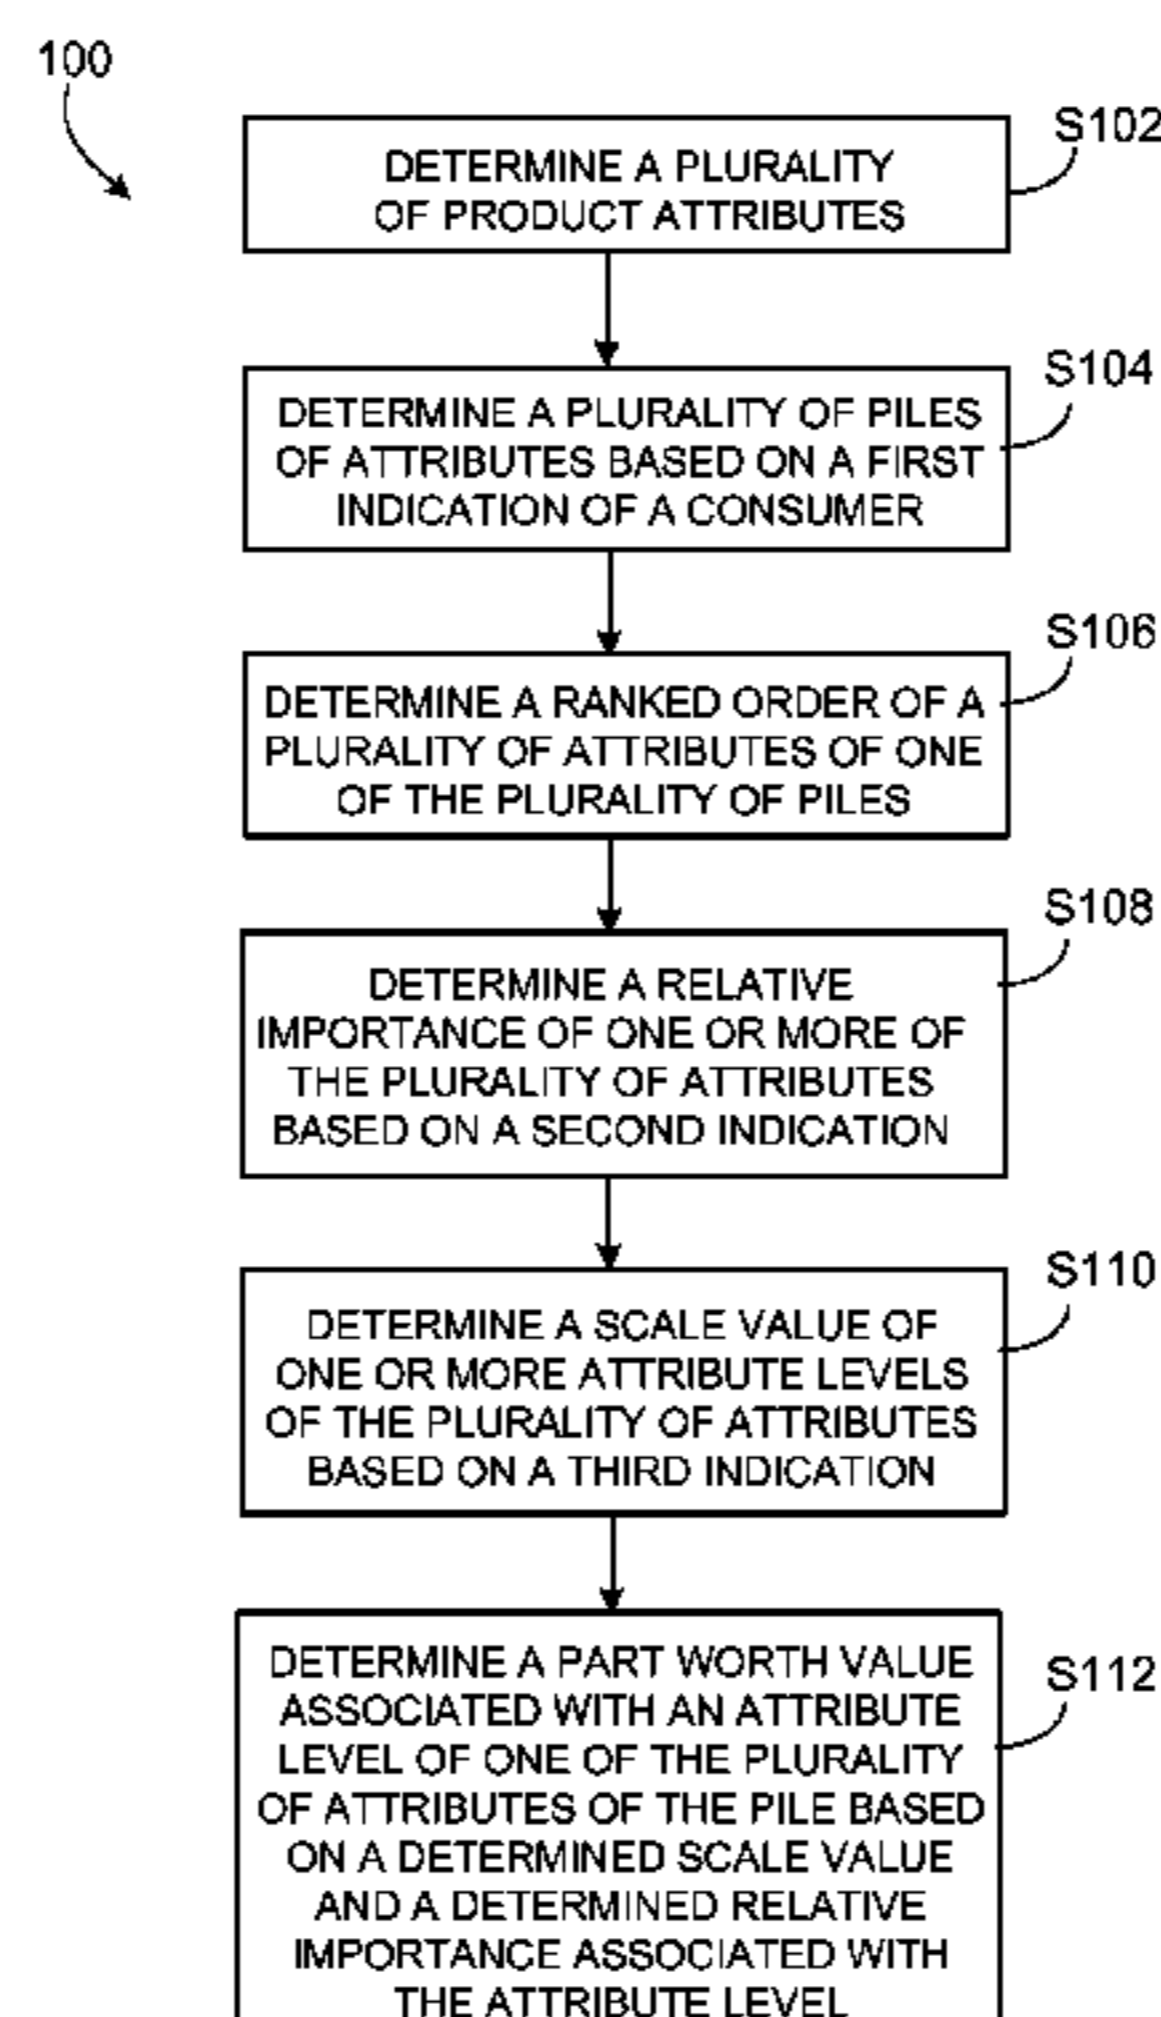 100
S102
DETERMINE A PLURALITY
OF PRODUCT ATTRIBUTES
S104
DETERMINE A PLURALITY OF PILES
OF ATTRIBUTES BASED ON A FIRST
INDICATION OF A CONSUMER
S106
DETERMINE A RANKED ORDER OF A
PLURALITY OF ATTRIBUTES OF ONE
OF THE PLURALITY OF PILES
S108
DETERMINE A RELATIVE
IMPORTANCE OF ONE OR MORE OF
THE PLURALITY OF ATTRIBUTES
BASED ON A SECOND INDICATION
S110
DETERMINE A SCALE VALUE OF
ONE OR MORE ATTRIBUTE LEVELS
OF THE PLURALITY OF ATTRIBUTES
BASED ON A THIRD INDICATION
S112
DETERMINE A PART WORTH VALUE
ASSOCIATED WITH AN ATTRIBUTE
LEVEL OF ONE OF THE PLURALITY
OF ATTRIBUTES OF THE PILE BASED
ON A DETERMINED SCALE VALUE
AND A DETERMINED RELATIVE
IMPORTANCE ASSOCIATED WITH
THE ATTRIBUTE LEVEL